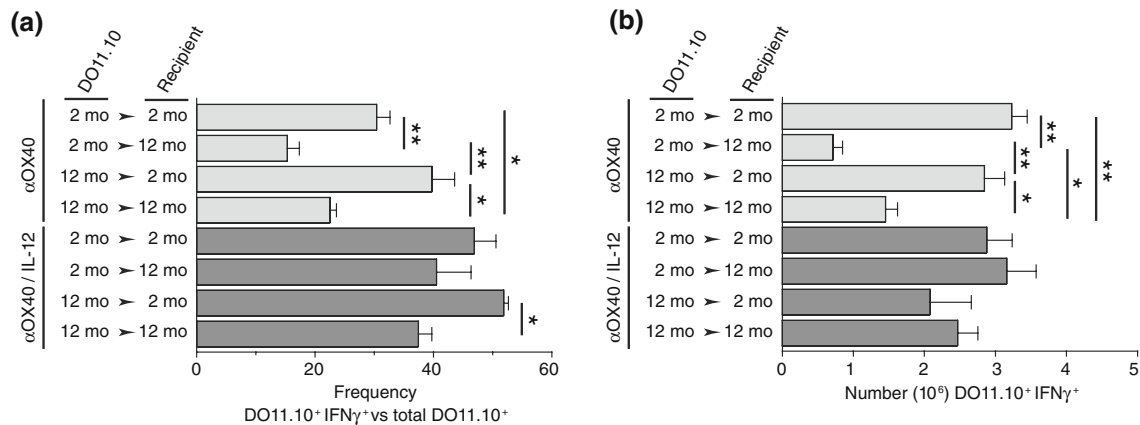 (a)
DO11.10
Recipient
αOX40
2 mo ➤ 2 mo
2 mo ➤ 12 mo
12 mo ➤ 2 mo
12 mo ➤ 12 mo
αOX40 / IL-12
2 mo ➤ 2 mo
2 mo ➤ 12 mo
12 mo ➤ 2 mo
12 mo ➤ 12 mo
**
**
*
*
*
0 20 40 60
Frequency
DO11.10⁺ IFNγ⁺ vs total DO11.10⁺
(b)
DO11.10
Recipient
αOX40
2 mo ➤ 2 mo
2 mo ➤ 12 mo
12 mo ➤ 2 mo
12 mo ➤ 12 mo
αOX40 / IL-12
2 mo ➤ 2 mo
2 mo ➤ 12 mo
12 mo ➤ 2 mo
12 mo ➤ 12 mo
**
**
*
*
**
0 1 2 3 4 5
Number (10⁶) DO11.10⁺ IFNγ⁺